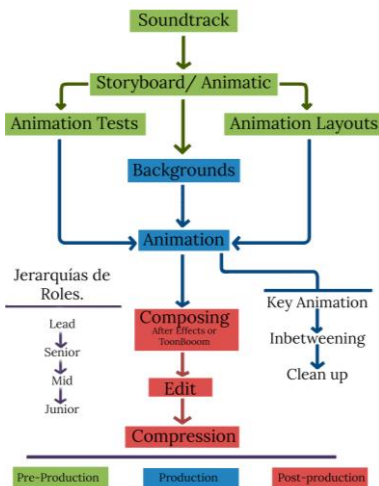 Soundtrack
Storyboard/ Animatic
Animation Tests
Animation Layouts
Backgrounds
Animation
Jerarquías de
Roles.
Lead
Senior
Mid
Junior
Composing
After Effects or
ToonBooom
Edit
Compression
Key Animation
Inbetweening
Clean up
Pre-Production
Production
Post-production